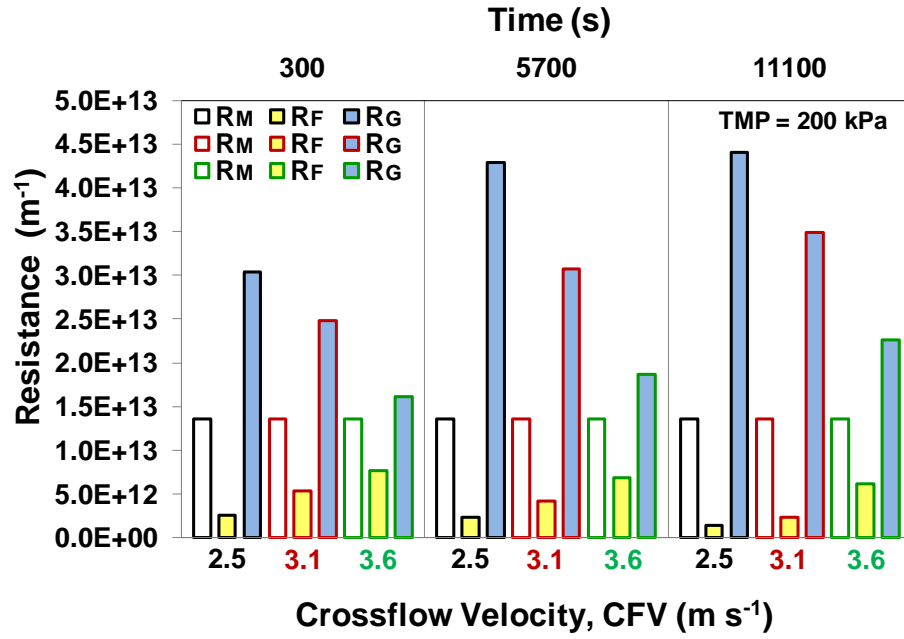 Time (s)
300 5700 11100
5.0E+13
4.5E+13
4.0E+13
3.5E+13
3.0E+13
2.5E+13
2.0E+13
1.5E+13
1.0E+13
5.0E+12
0.0E+00
Resistance (m⁻¹)
RM RF RG
RM RF RG
RM RF RG
TMP = 200 kPa
2.5 3.1 3.6 2.5 3.1 3.6 2.5 3.1 3.6
Crossflow Velocity, CFV (m s⁻¹)